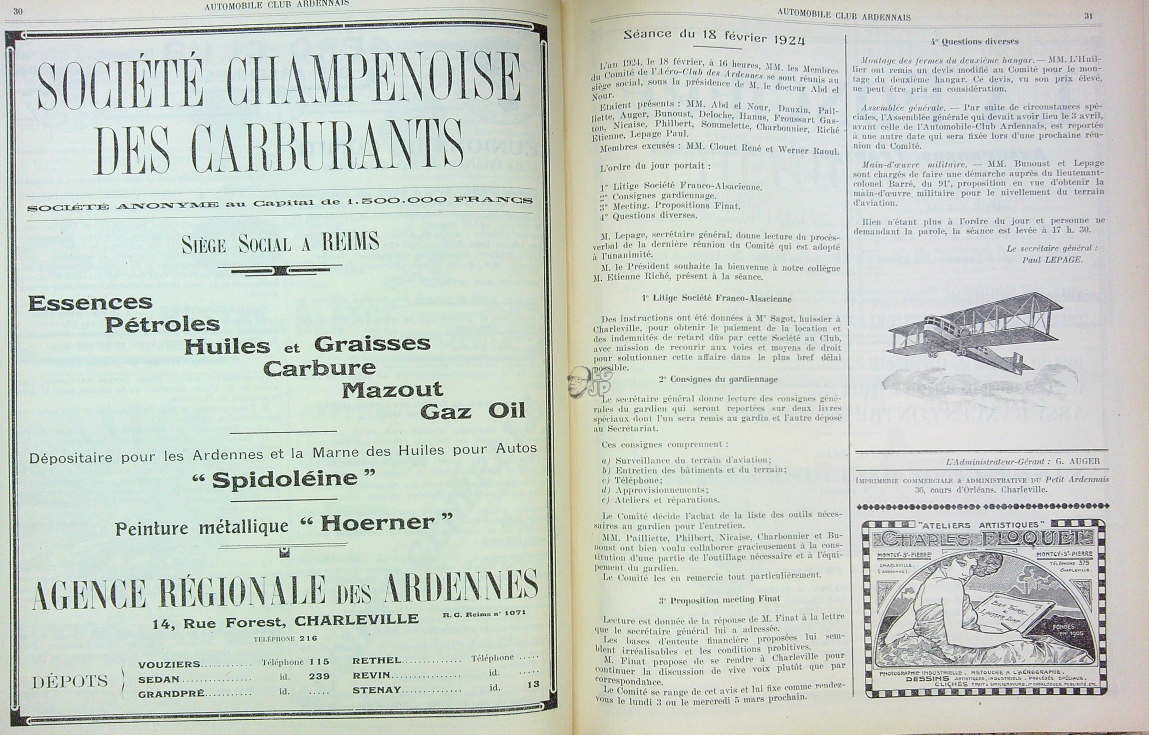 30
AUTOMOBILE CLUB ARDENNAIS
SOCIÉTÉ CHAMPENOISE
DES CARBURANTS
SOCIÉTÉ ANONYME au Capital de 1.500.000 FRANCS
SIÈGE SOCIAL A REIMS
Essences
Pétroles
Huiles et Graisses
Carbure
Mazout
Gaz Oil
Dépositaire pour les Ardennes et la Marne des Huiles pour Autos
“ Spidoléine ”
Peinture métallique “ Hoerner ”
AGENCE RÉGIONALE DES ARDENNES
14, Rue Forest, CHARLEVILLE
R. C. Reims n° 1071
TÉLÉPHONE 216
DÉPOTS
VOUZIERS.......... Téléphone 115
SEDAN.............. id. 239
GRANDPRÉ........... id.
RETHEL............. Téléphone .....
REVIN.............. id. .....
STENAY............. id. 13
AUTOMOBILE CLUB ARDENNAIS
31
Séance du 18 février 1924
L'an 1924, le 18 février, à 16 heures, MM. les Membres
du Comité de l'Aéro-Club des Ardennes se sont réunis au
siège social, sous la présidence de M. le docteur Abd el
Nour.
Etaient présents : MM. Abd el Nour, Dauxin, Pail-
liette, Auger, Bunoust, Deloche, Hanus, Froussart Gas-
ton, Nicaise, Philbert, Sommelette, Charbonnier, Riché
Etienne, Lepage Paul.
Membres excusés : MM. Clouet René et Werner Raoul.
L'ordre du jour portait :
1° Litige Société Franco-Alsacienne.
2° Consignes gardiennage.
3° Meeting. Propositions Finat.
4° Questions diverses.
M. Lepage, secrétaire général, donne lecture du procès-
verbal de la dernière réunion du Comité qui est adopté
à l'unanimité.
M. le Président souhaite la bienvenue à notre collègue
M. Etienne Riché, présent à la séance.
1° Litige Société Franco-Alsacienne
Des instructions ont été données à Mᵉ Sagot, huissier à
Charleville, pour obtenir le paiement de la location et
des indemnités de retard dûs par cette Société au Club,
avec mission de recourir aux voies et moyens de droit
pour solutionner cette affaire dans le plus bref délai
possible.
2° Consignes du gardiennage
Le secrétaire général donne lecture des consignes géné-
rales du gardien qui seront reportées sur deux livres
spéciaux dont l'un sera remis au gardin et l'autre déposé
au Secrétariat.
Ces consignes comprennent :
a) Surveillance du terrain d'aviation;
b) Entretien des bâtiments et du terrain;
c) Téléphone;
d) Approvisionnements;
e) Ateliers et réparations.
Le Comité décide l'achat de la liste des outils néces-
saires au gardien pour l'entretien.
MM. Pailliette, Philbert, Nicaise, Charbonnier et Bu-
noust ont bien voulu collaborer gracieusement à la cons-
titution d'une partie de l'outillage nécessaire et à l'équi-
pement du gardien.
Le Comité les en remercie tout particulièrement.
3° Proposition meeting Finat
Lecture est donnée de la réponse de M. Finat à la lettre
que le secrétaire général lui a adressée.
Les bases d'entente financière proposées lui sem-
blent irréalisables et les conditions probitives.
M. Finat propose de se rendre à Charleville pour
continuer la discussion de vive voix plutôt que par
correspondance.
Le Comité se range de cet avis et lui fixe comme rendez-
vous le lundi 3 ou le mercredi 5 mars prochain.
4° Questions diverses
Montage des fermes du deuxième hangar. — MM. L'Huil-
lier ont remis un devis modifié au Comité pour le mon-
tage du deuxième hangar. Ce devis, vu son prix élevé,
ne peut être pris en considération.
Assemblée générale. — Par suite de circonstances spé-
ciales, l'Assemblée générale qui devait avoir lieu le 3 avril,
avant celle de l'Automobile-Club Ardennais, est reportée
à une autre date qui sera fixée lors d'une prochaine réu-
nion du Comité.
Main-d'œuvre militaire. — MM. Bunoust et Lepage
sont chargés de faire une démarche auprès du lieutenant-
colonel Barré, du 91ᵉ, proposition en vue d'obtenir la
main-d'œuvre militaire pour le nivellement du terrain
d'aviation.
Rien n'étant plus à l'ordre du jour et personne ne
demandant la parole, la séance est levée à 17 h. 30.
Le secrétaire général :
Paul LEPAGE.
L'Administrateur-Gérant : G. AUGER
IMPRIMERIE COMMERCIALE & ADMINISTRATIVE DU Petit Ardennais
36, cours d'Orléans. Charleville.
"ATELIERS ARTISTIQUES"
CHARLES FLOQUET
MONTCY-ST-PIERRE
CHARLEVILLE
(ARDENNES)
MONTCY-ST-PIERRE
TÉLÉPHONE 375
CHARLEVILLE
FONDÉS
EN 1905
PHOTOGRAPHIE INDUSTRIELLE. RETOUCHE A L'AÉROGRAPHE.
DESSINS ARTISTIQUES, INDUSTRIELS, PROCÉDÉS SPÉCIAUX.
CLICHÉS
LG
JP